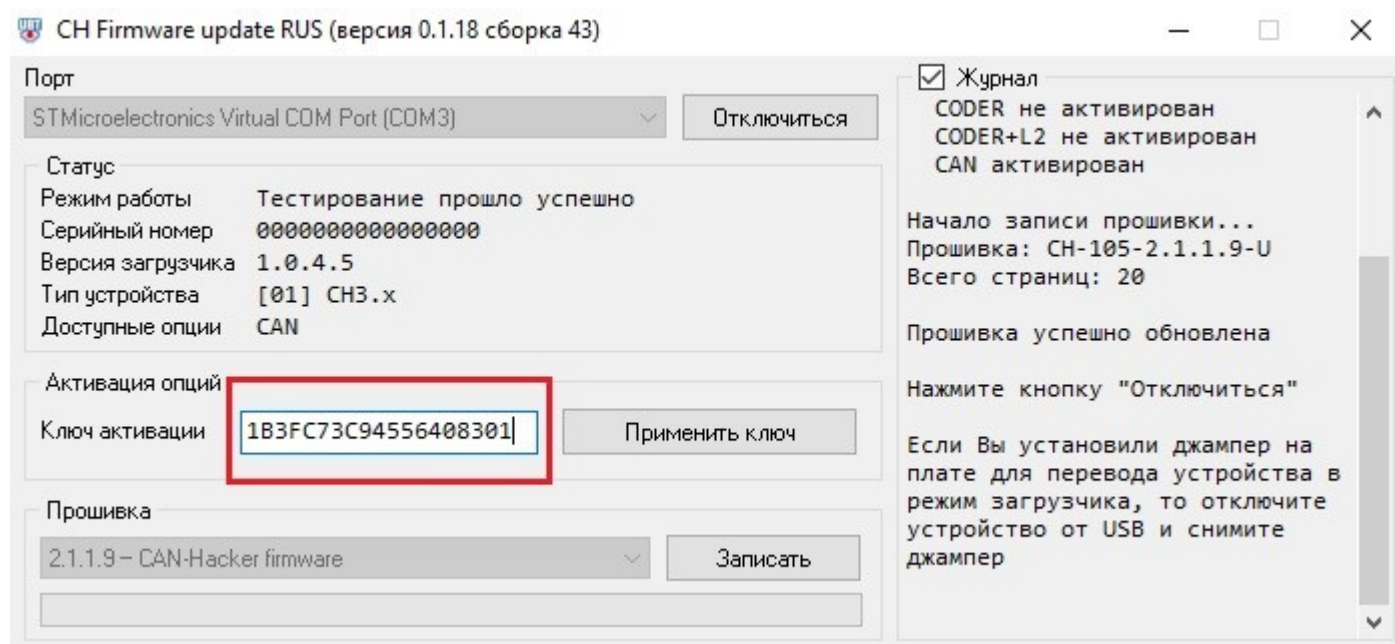 CH Firmware update RUS (версия 0.1.18 сборка 43)
Порт
STMicroelectronics Virtual COM Port (COM3)
Отключиться
Статус
Режим работы Тестирование прошло успешно
Серийный номер 0000000000000000
Версия загрузчика 1.0.4.5
Тип устройства [01] CH3.x
Доступные опции CAN
Активация опций
Ключ активации 1B3FC73C94556408301 Применить ключ
Прошивка
2.1.1.9 – CAN-Hacker firmware Записать
Журнал
CODER не активирован
CODER+L2 не активирован
CAN активирован
Начало записи прошивки...
Прошивка: CH-105-2.1.1.9-U
Всего страниц: 20
Прошивка успешно обновлена
Нажмите кнопку "Отключиться"
Если Вы установили джампер на
плате для перевода устройства в
режим загрузчика, то отключите
устройство от USB и снимите
джампер